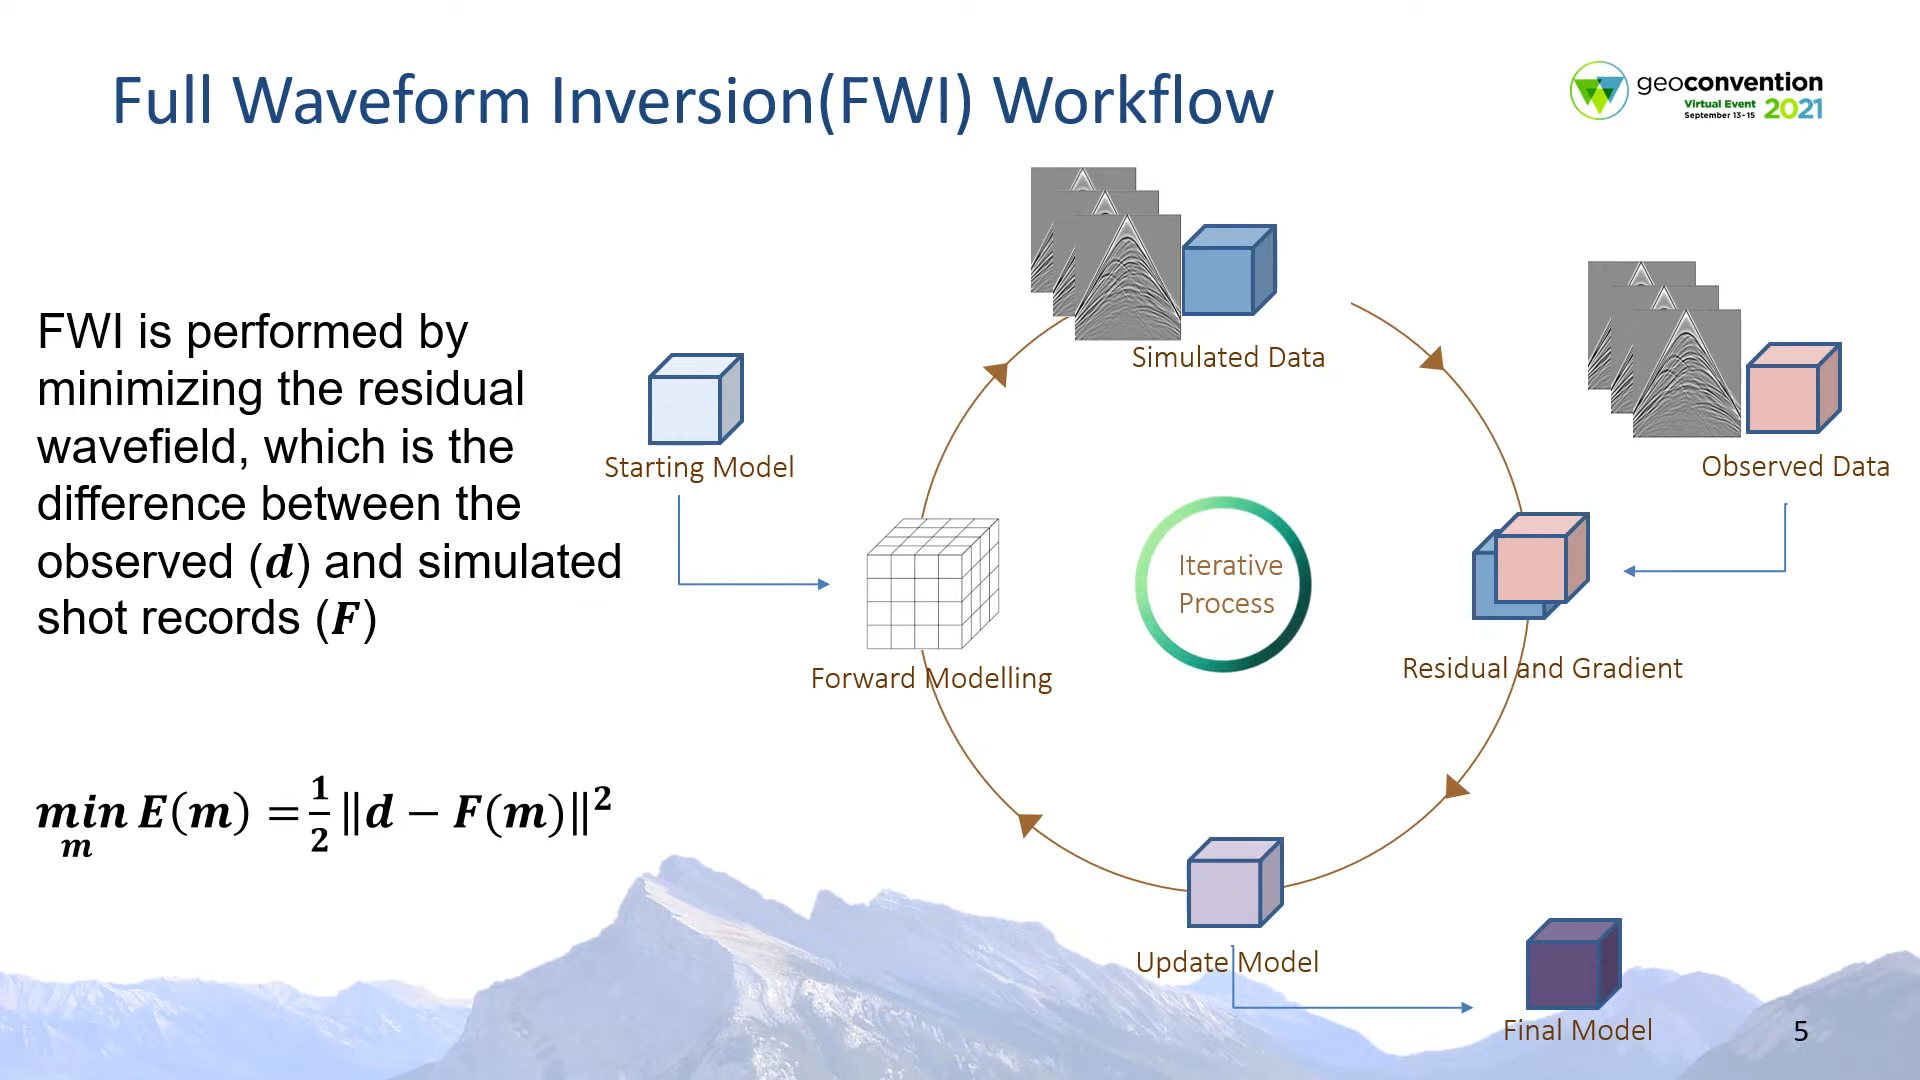 Full Waveform Inversion(FWI) Workflow
geoconvention
Virtual Event 2021
September 13-15
FWI is performed by
minimizing the residual
wavefield, which is the
difference between the
observed (d) and simulated
shot records (F)
min E(m) = 1/2 ‖d − F(m)‖²
m
Simulated Data
Starting Model
Observed Data
Iterative
Process
Forward Modelling
Residual and Gradient
Update Model
Final Model
5